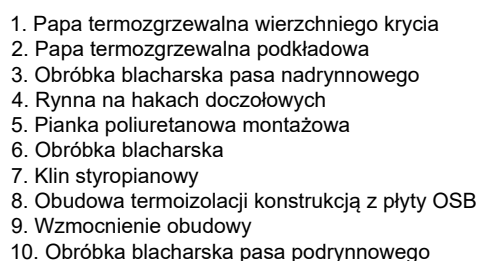 1. Papa termozgrzewalna wierzchniego krycia
2. Papa termozgrzewalna podkładowa
3. Obróbka blacharska pasa nadrynnowego
4. Rynna na hakach doczołowych
5. Pianka poliuretanowa montażowa
6. Obróbka blacharska
7. Klin styropianowy
8. Obudowa termoizolacji konstrukcją z płyty OSB
9. Wzmocnienie obudowy
10. Obróbka blacharska pasa podrynnowego